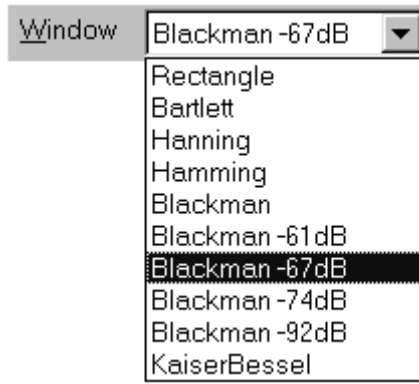 Window Blackman -67dB
Rectangle
Bartlett
Hanning
Hamming
Blackman
Blackman -61dB
Blackman -67dB
Blackman -74dB
Blackman -92dB
KaiserBessel